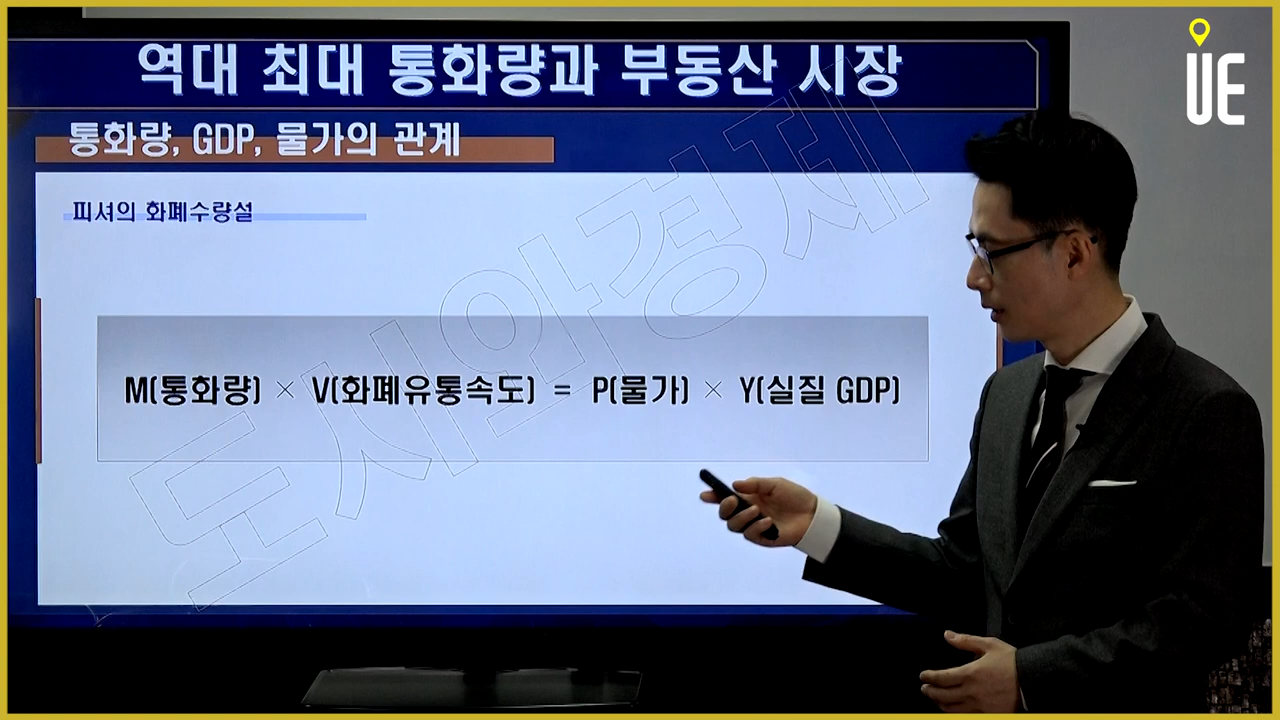 역대 최대 통화량과 부동산 시장
UE
통화량, GDP, 물가의 관계
피셔의 화폐수량설
M(통화량) × V(화폐유통속도) = P(물가) × Y(실질 GDP)
도시와경제